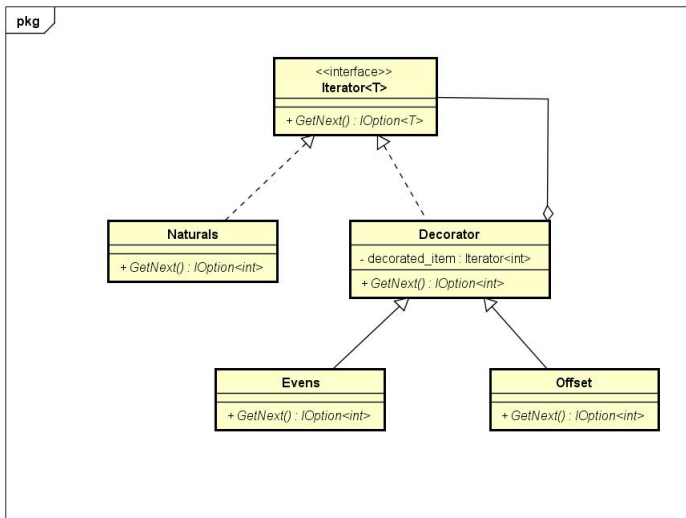 pkg
<<interface>>
Iterator<T>
+ GetNext() : IOption<T>
Naturals
+ GetNext() : IOption<int>
Decorator
- decorated_item : Iterator<int>
+ GetNext() : IOption<int>
Evens
+ GetNext() : IOption<int>
Offset
+ GetNext() : IOption<int>